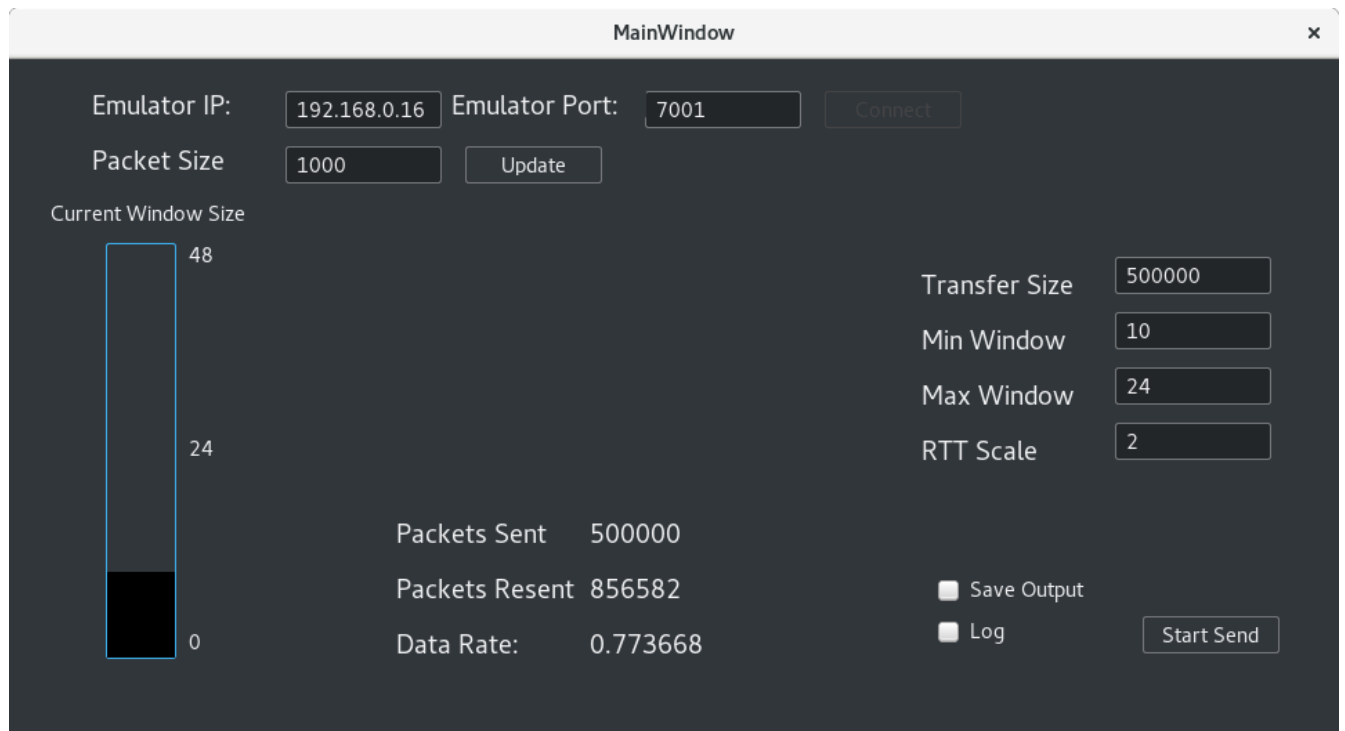 MainWindow ×
Emulator IP: 192.168.0.16 Emulator Port: 7001 Connect
Packet Size 1000 Update
Current Window Size
48
Transfer Size 500000
Min Window 10
Max Window 24
24
RTT Scale 2
Packets Sent 500000
Packets Resent 856582
Save Output
Log
Start Send
0
Data Rate: 0.773668